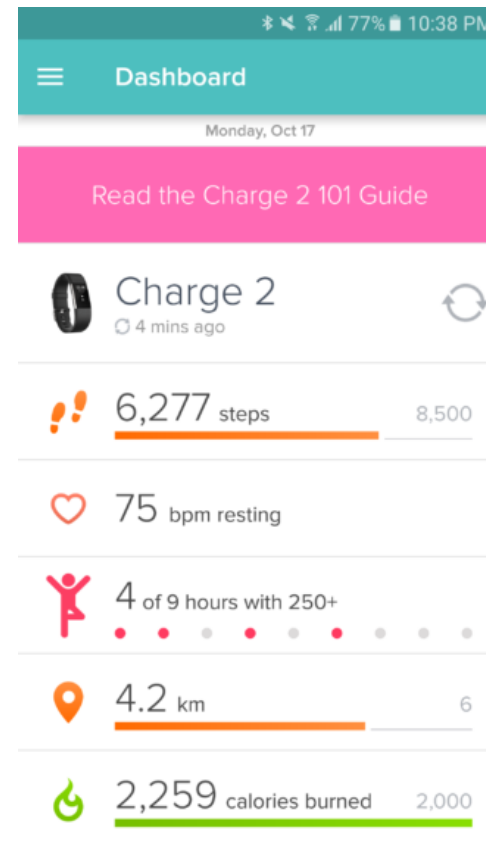 77% 10:38 PM
Dashboard
Monday, Oct 17
Read the Charge 2 101 Guide
Charge 2
4 mins ago
6,277 steps 8,500
75 bpm resting
4 of 9 hours with 250+
4.2 km 6
2,259 calories burned 2,000